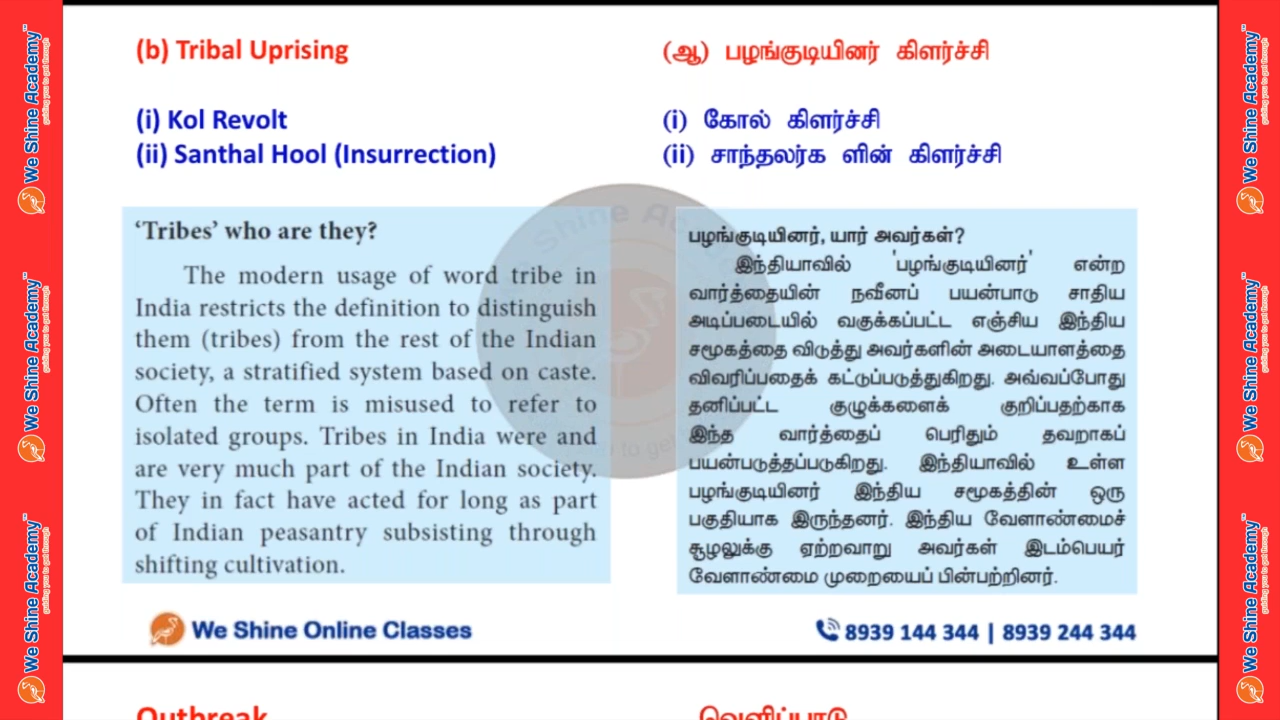 (b) Tribal Uprising
(ஆ) பழங்குடியினர் கிளர்ச்சி
(i) Kol Revolt
(i) கோல் கிளர்ச்சி
(ii) Santhal Hool (Insurrection)
(ii) சாந்தலர்க ளின் கிளர்ச்சி
‘Tribes’ who are they?
The modern usage of word tribe in
India restricts the definition to distinguish
them (tribes) from the rest of the Indian
society, a stratified system based on caste.
Often the term is misused to refer to
isolated groups. Tribes in India were and
are very much part of the Indian society.
They in fact have acted for long as part
of Indian peasantry subsisting through
shifting cultivation.
பழங்குடியினர், யார் அவர்கள்?
இந்தியாவில் 'பழங்குடியினர்' என்ற
வார்த்தையின் நவீனப் பயன்பாடு சாதிய
அடிப்படையில் வகுக்கப்பட்ட எஞ்சிய இந்திய
சமூகத்தை விடுத்து அவர்களின் அடையாளத்தை
விவரிப்பதைக் கட்டுப்படுத்துகிறது. அவ்வப்போது
தனிப்பட்ட குழுக்களைக் குறிப்பதற்காக
இந்த வார்த்தைப் பெரிதும் தவறாகப்
பயன்படுத்தப்படுகிறது. இந்தியாவில் உள்ள
பழங்குடியினர் இந்திய சமூகத்தின் ஒரு
பகுதியாக இருந்தனர். இந்திய வேளாண்மைச்
சூழலுக்கு ஏற்றவாறு அவர்கள் இடம்பெயர்
வேளாண்மை முறையைப் பின்பற்றினர்.
We Shine Online Classes
8939 144 344 | 8939 244 344
Outbreak
வெளிப்பாடு
We Shine Academy
We Shine Academy
We Shine Academy
We Shine Academy
We Shine Academy
We Shine Academy